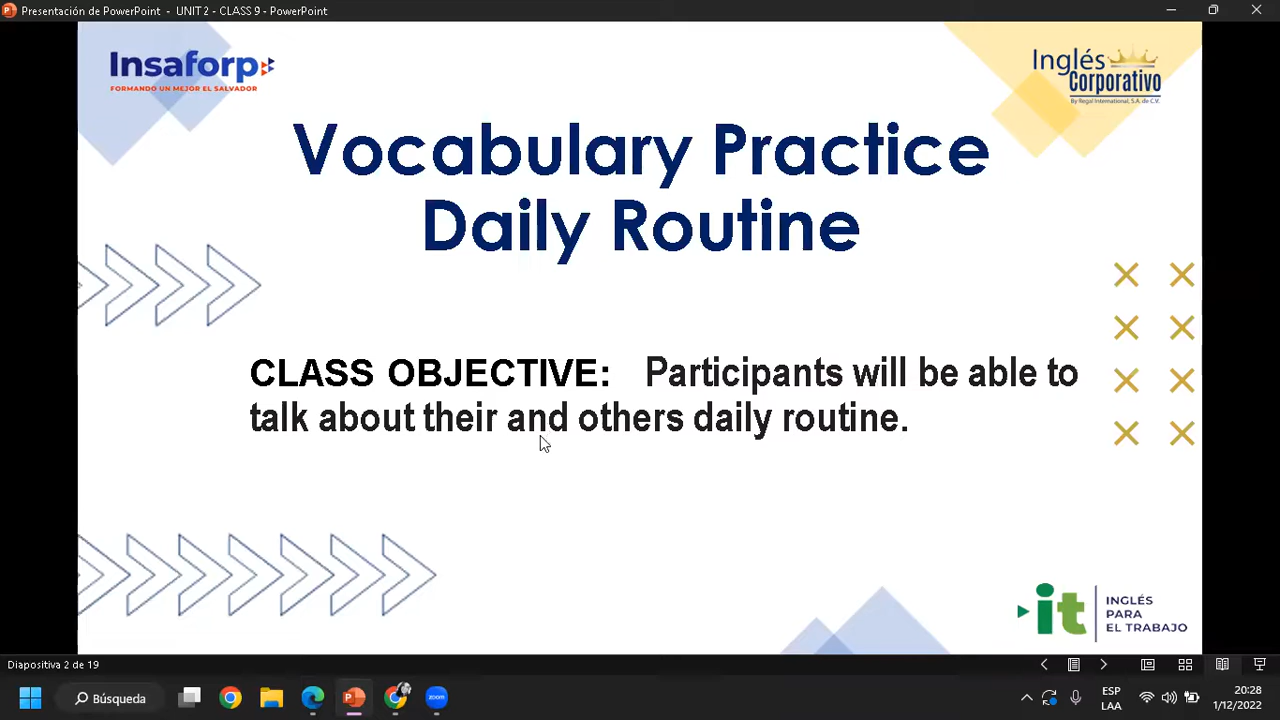 Presentación de PowerPoint - UNIT 2 - CLASS 9 - PowerPoint
Insaforp
FORMANDO UN MEJOR EL SALVADOR
Inglés
Corporativo
By Regal International, S.A. de C.V.
Vocabulary Practice
Daily Routine
CLASS OBJECTIVE: Participants will be able to
talk about their and others daily routine.
it
INGLÉS
PARA
EL TRABAJO
Diapositiva 2 de 19
Búsqueda
zoom
ESP
LAA
20:28
1/12/2022